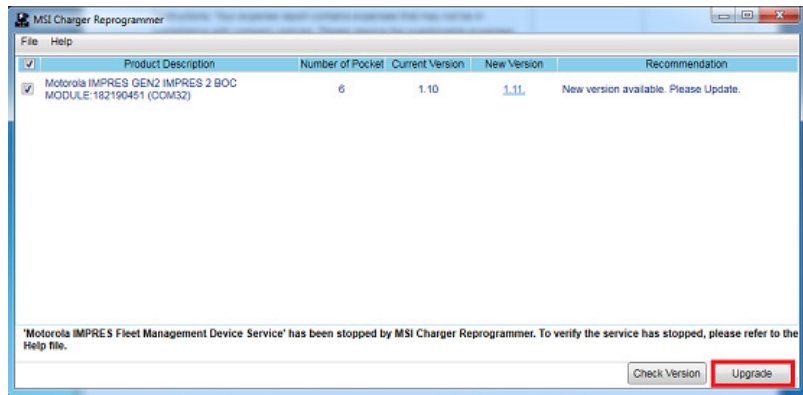 MSI Charger Reprogrammer
File Help
Product Description Number of Pocket Current Version New Version Recommendation
Motorola IMPRES GEN2 IMPRES 2 BOC
MODULE:182190451 (COM32) 6 1.10 1.11. New version available. Please Update.
'Motorola IMPRES Fleet Management Device Service' has been stopped by MSI Charger Reprogrammer. To verify the service has stopped, please refer to the
Help file.
Check Version Upgrade